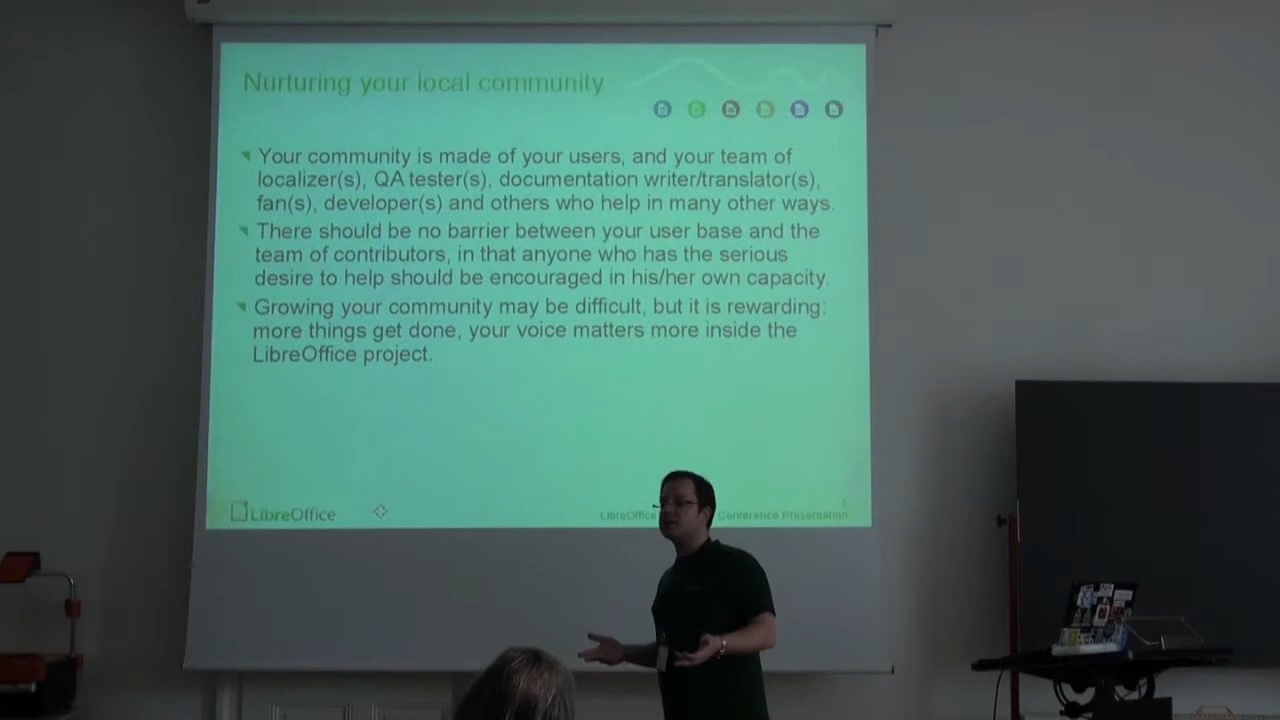 Nurturing your local community
Your community is made of your users, and your team of
localizer(s), QA tester(s), documentation writer/translator(s),
fan(s), developer(s) and others who help in many other ways.
There should be no barrier between your user base and the
team of contributors, in that anyone who has the serious
desire to help should be encouraged in his/her own capacity.
Growing your community may be difficult, but it is rewarding:
more things get done, your voice matters more inside the
LibreOffice project.
5
LibreOffice
LibreOffice Conference Presentation